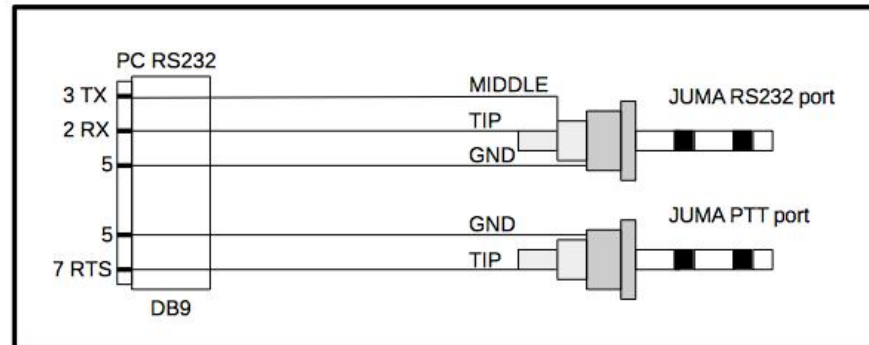 PC RS232
3 TX
MIDDLE
JUMA RS232 port
2 RX
TIP
5
GND
5
GND
JUMA PTT port
7 RTS
TIP
DB9